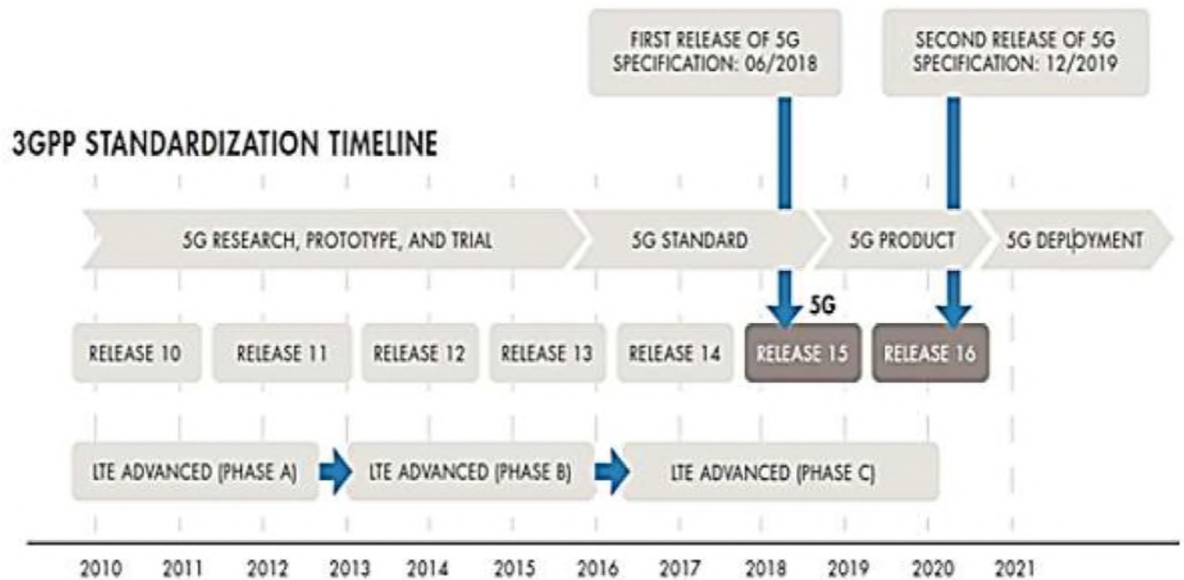 FIRST RELEASE OF 5G
SPECIFICATION: 06/2018
SECOND RELEASE OF 5G
SPECIFICATION: 12/2019
3GPP STANDARDIZATION TIMELINE
5G RESEARCH, PROTOTYPE, AND TRIAL
5G STANDARD
5G PRODUCT
5G DEPLOYMENT
5G
RELEASE 10
RELEASE 11
RELEASE 12
RELEASE 13
RELEASE 14
RELEASE 15
RELEASE 16
LTE ADVANCED (PHASE A)
LTE ADVANCED (PHASE B)
LTE ADVANCED (PHASE C)
2010 2011 2012 2013 2014 2015 2016 2017 2018 2019 2020 2021